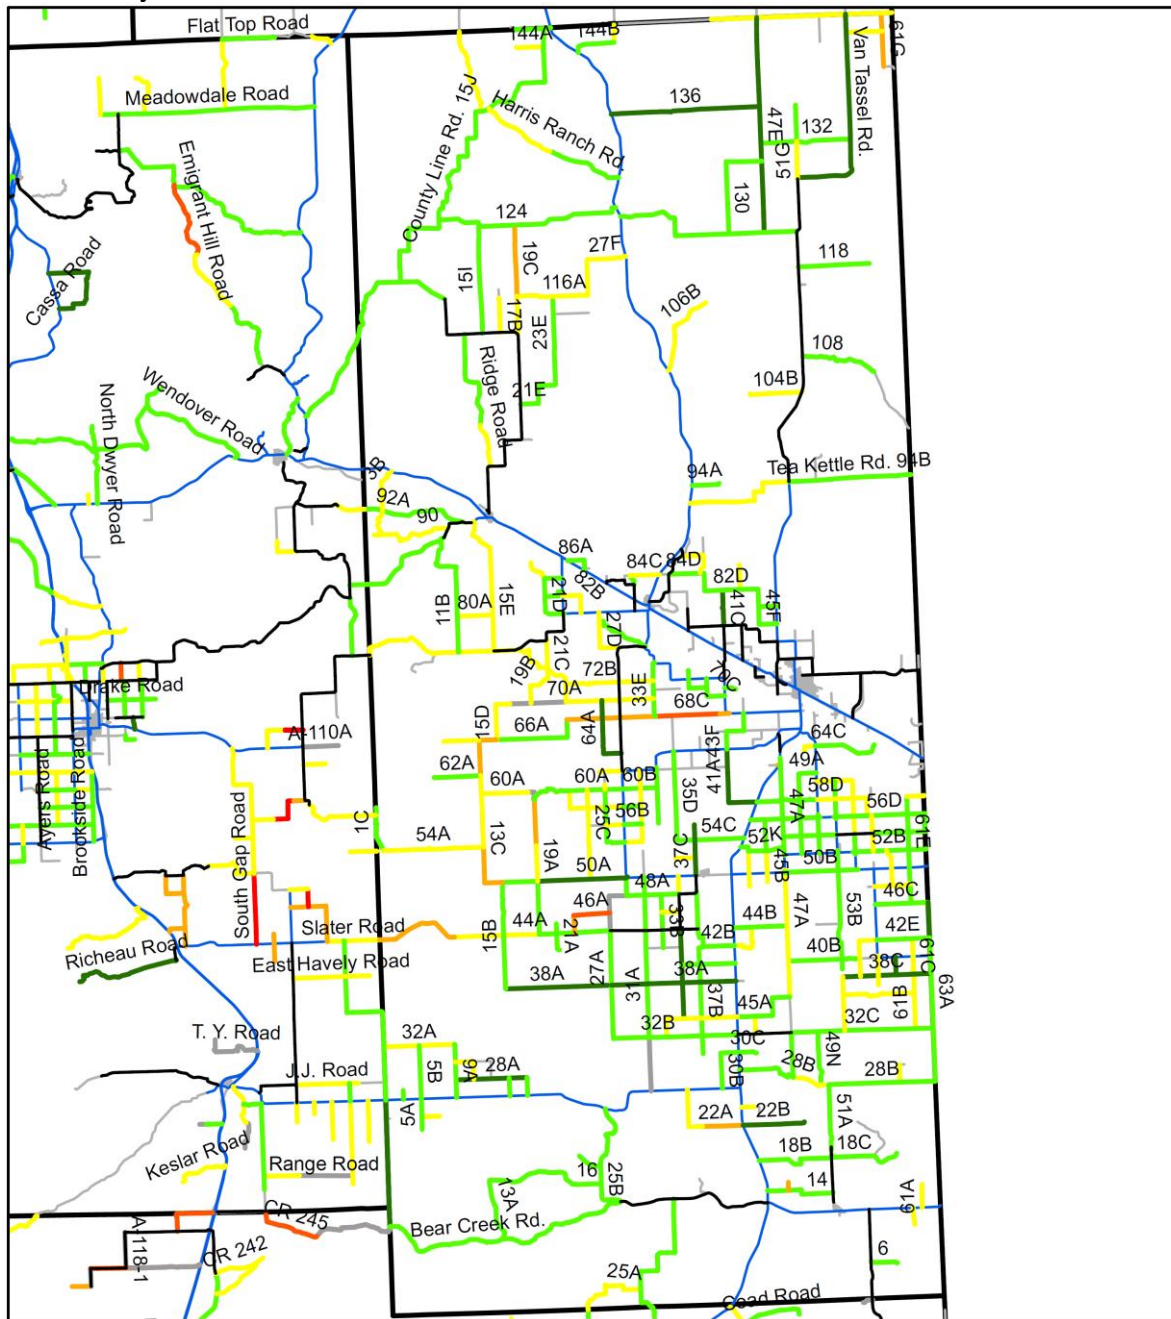 Flat Top Road
144A
144B
61G
Van Tassel Rd.
Meadowdale Road
County Line Rd. 15J
Harris Ranch Rd.
136
47E
51G
132
Emigrant Hill Road
130
124
19C
27F
15I
116A
118
Cassa Road
17B
23E
106B
108
Ridge Road
21E
104B
Wendover Road
North Dwyer Road
3B
92A
90
94A
Tea Kettle Rd. 94B
86A
84C
84D
82B
82D
11B
80A
15E
21D
27D
41C
45F
19B
21C
72B
70A
33E
70C
68C
Drake Road
15D
66A
64A
A-110A
41A
43F
64C
62A
60A
60A
60B
35D
49A
58D
56D
Ayers Road
Brookside Road
South Gap Road
1C
54A
13C
25C
56B
54C
47A
52K
52B
61E
19A
50A
37C
45B
50B
48A
46A
46C
Slater Road
15B
44A
21A
33B
44B
47A
53B
42B
42E
Richeau Road
East Havely Road
38A
27A
31A
38A
37B
40B
38C
61C
63A
45A
61B
T. Y. Road
32A
32B
30C
32C
49N
J.J. Road
5B
9A
28A
30B
28B
28B
5A
22A
22B
51A
Keslar Road
Range Road
18B
18C
16
25B
13A
14
61A
CR 245
Bear Creek Rd.
A-118-1
CR 242
6
25A
Coad Road